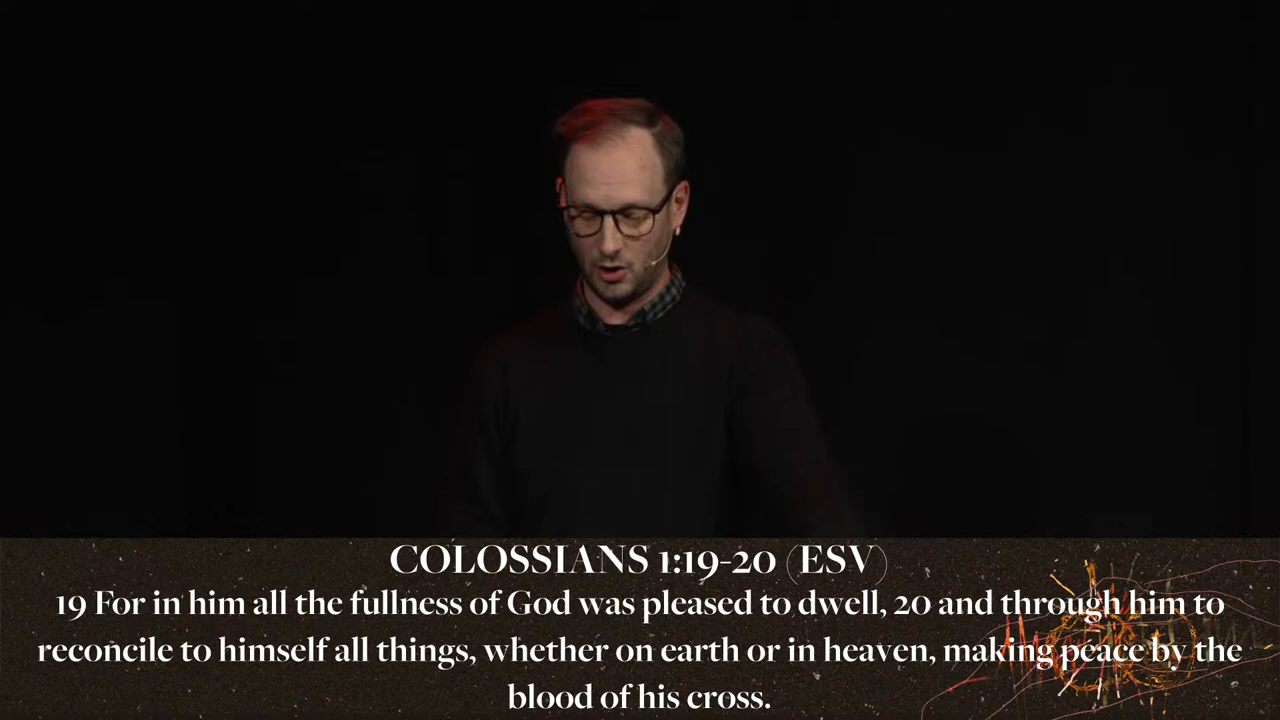 COLOSSIANS 1:19-20 (ESV)
19 For in him all the fullness of God was pleased to dwell, 20 and through him to
reconcile to himself all things, whether on earth or in heaven, making peace by the
blood of his cross.